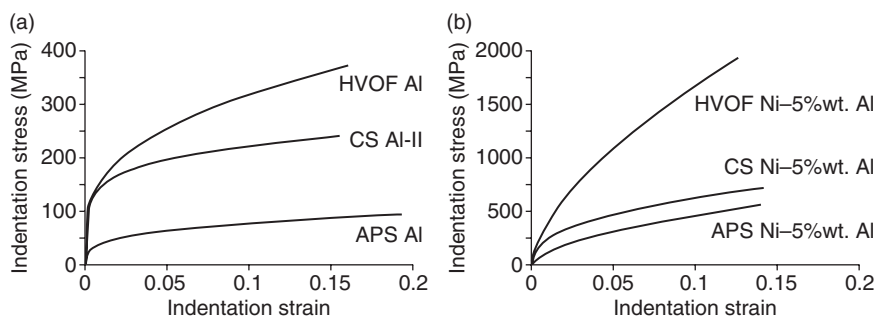 (a)
400
300
200
100
0
Indentation stress (MPa)
HVOF Al
CS Al-II
APS Al
0
0.05
0.1
0.15
0.2
Indentation strain
(b)
2000
1500
1000
500
0
Indentation stress (MPa)
HVOF Ni–5%wt. Al
CS Ni–5%wt. Al
APS Ni–5%wt. Al
0
0.05
0.1
0.15
0.2
Indentation strain